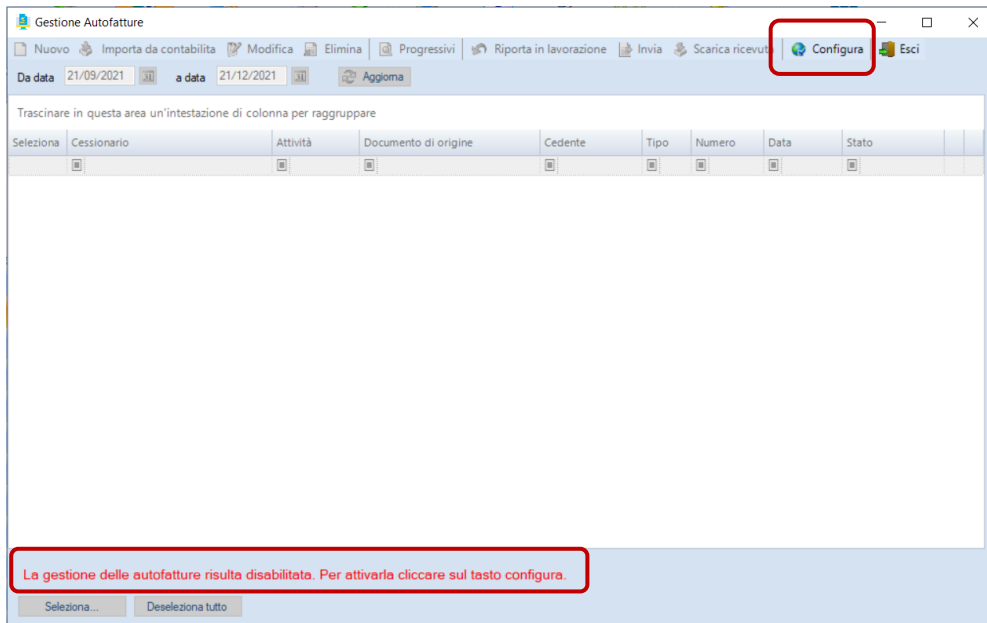 Gestione Autofatture
Nuovo Importa da contabilita Modifica Elimina Progressivi Riporta in lavorazione Invia Scarica ricevute Configura Esci
Da data 21/09/2021 31 a data 21/12/2021 31 Aggiorna
Trascinare in questa area un'intestazione di colonna per raggruppare
Seleziona Cessionario Attività Documento di origine Cedente Tipo Numero Data Stato
La gestione delle autofatture risulta disabilitata. Per attivarla cliccare sul tasto configura.
Seleziona... Deseleziona tutto